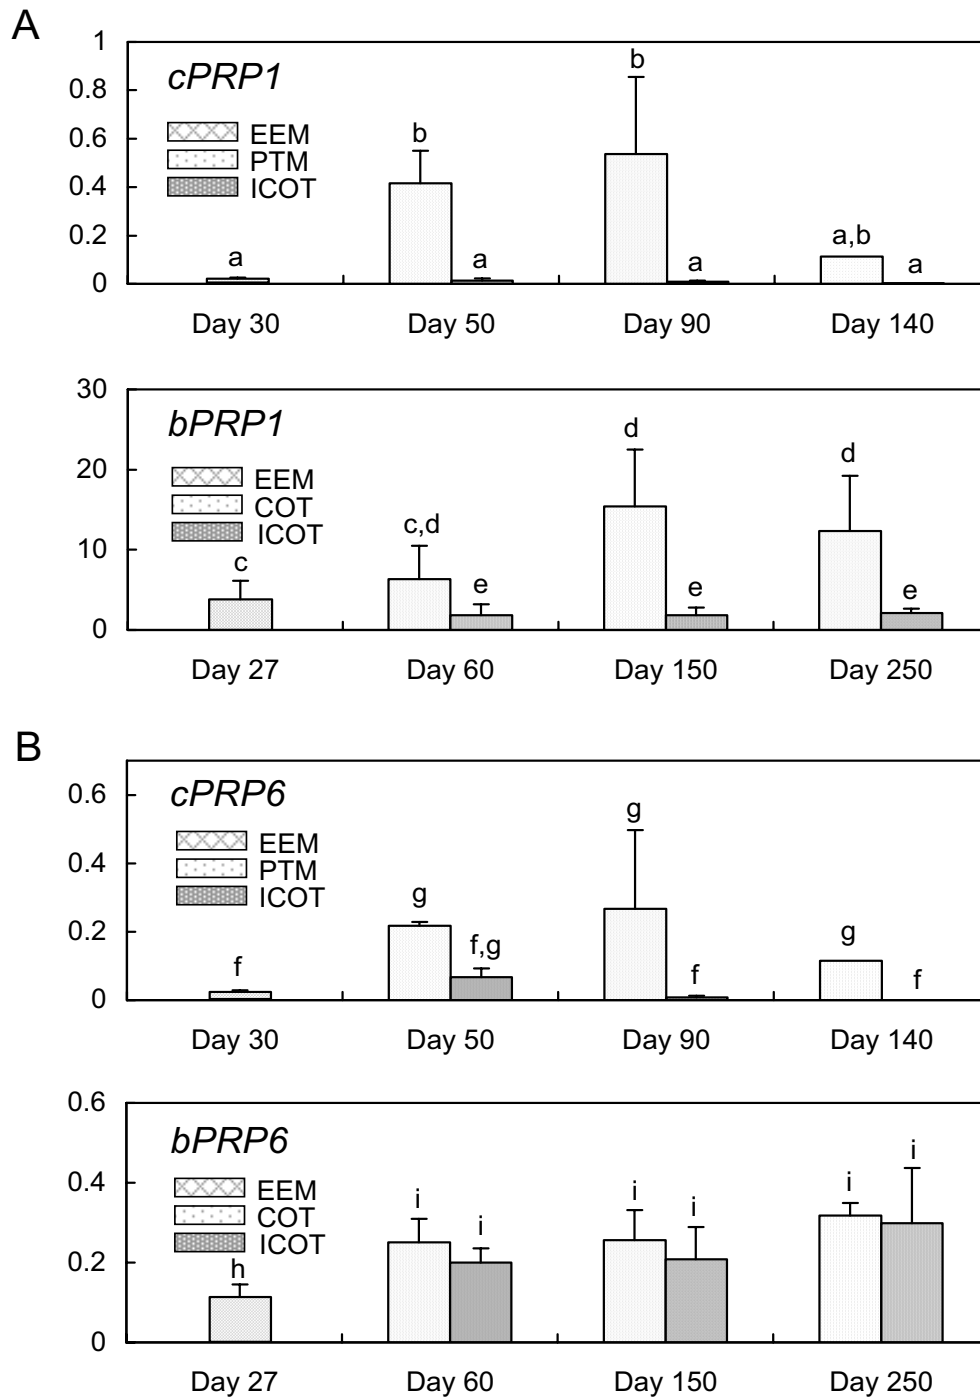 A
1
0.8
0.6
0.4
0.2
0
cPRP1
EEM
PTM
ICOT
a
b
a
b
a
a,b
a
Day 30
Day 50
Day 90
Day 140
30
20
10
0
bPRP1
EEM
COT
ICOT
c
c,d
e
d
e
d
e
Day 27
Day 60
Day 150
Day 250
B
0.6
0.4
0.2
0
cPRP6
EEM
PTM
ICOT
f
g
f,g
g
f
g
f
Day 30
Day 50
Day 90
Day 140
0.6
0.4
0.2
0
bPRP6
EEM
COT
ICOT
h
i
i
i
i
i
i
Day 27
Day 60
Day 150
Day 250